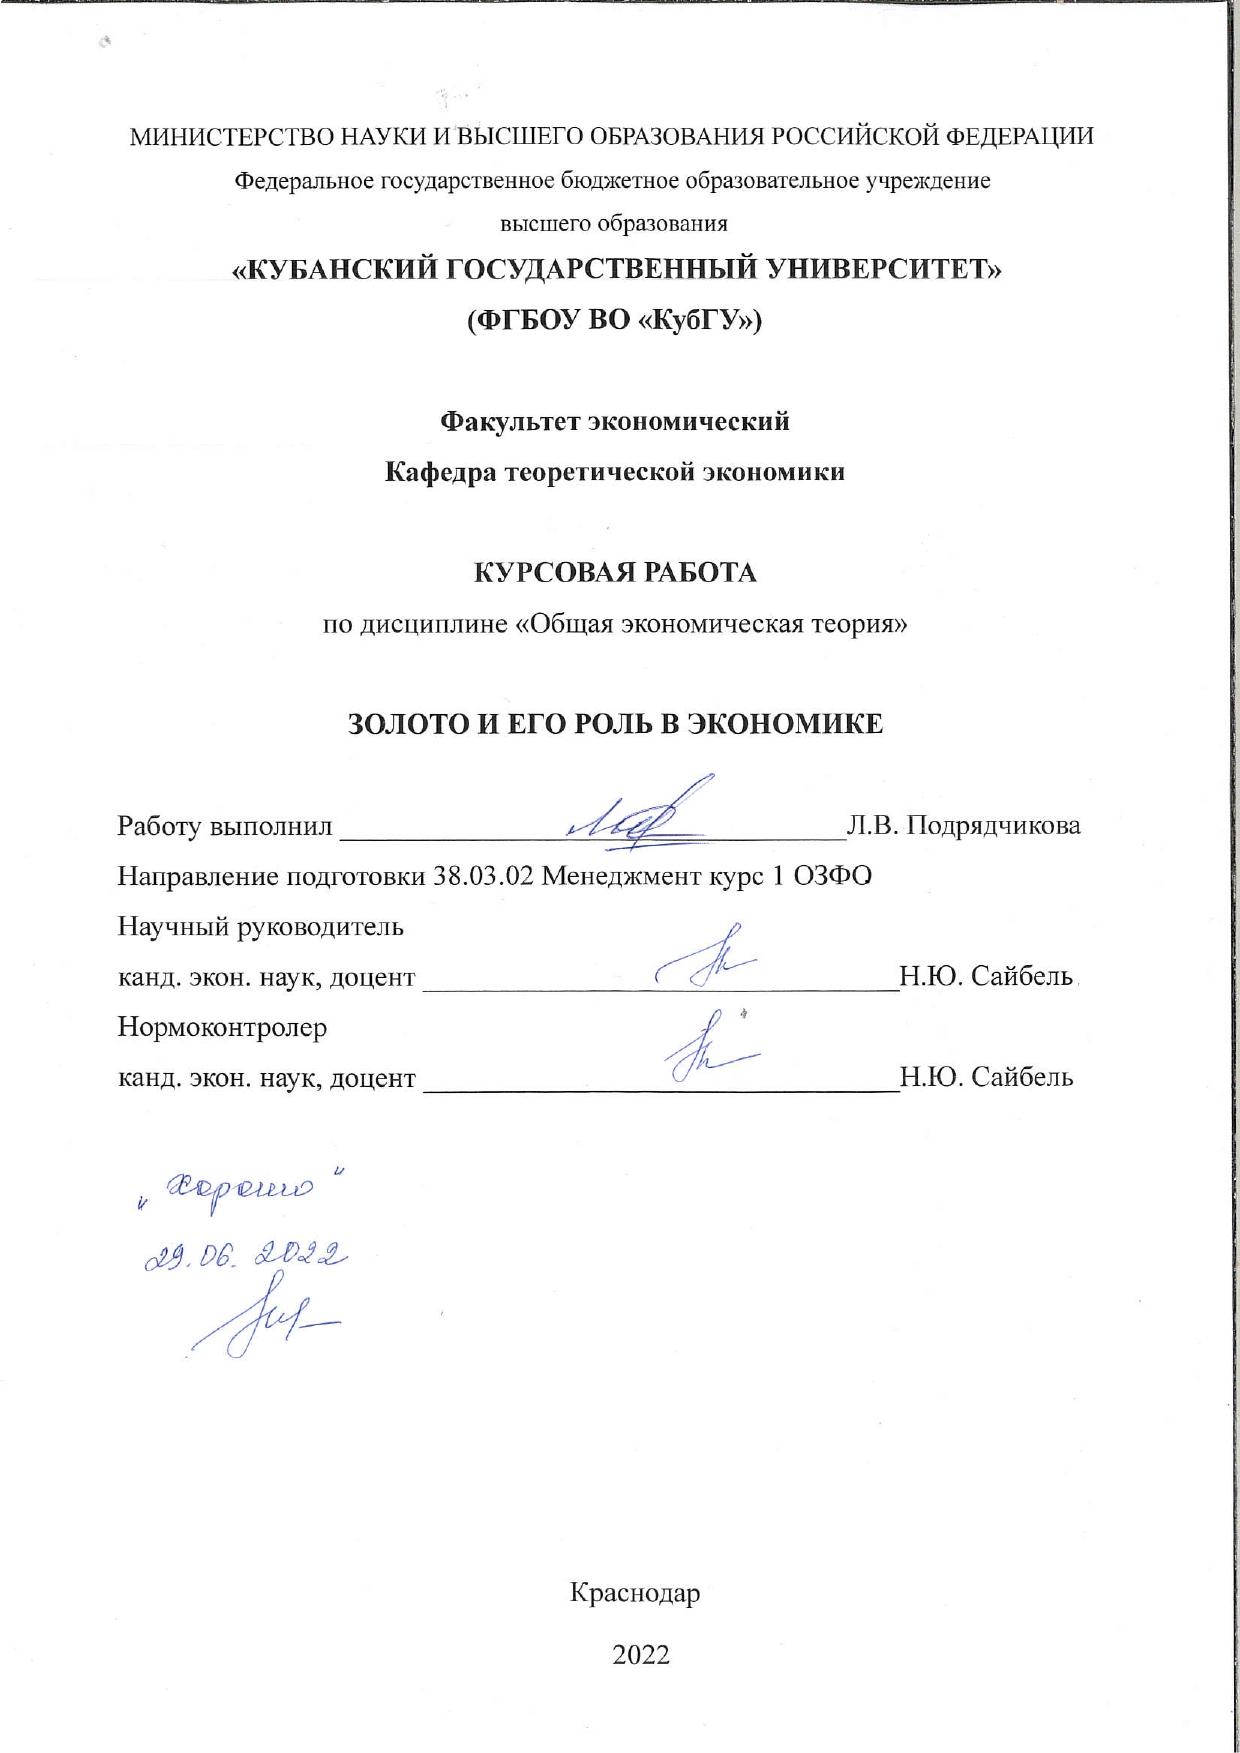 МИНИСТЕРСТВО НАУКИ И ВЫСШЕГО ОБРАЗОВАНИЯ РОССИЙСКОЙ ФЕДЕРАЦИИ
Федеральное государственное бюджетное образовательное учреждение
высшего образования
«КУБАНСКИЙ ГОСУДАРСТВЕННЫЙ УНИВЕРСИТЕТ»
(ФГБОУ ВО «КубГУ»)
Факультет экономический
Кафедра теоретической экономики
КУРСОВАЯ РАБОТА
по дисциплине «Общая экономическая теория»
ЗОЛОТО И ЕГО РОЛЬ В ЭКОНОМИКЕ
Работу выполнил Л.В. Подрядчикова
Направление подготовки 38.03.02 Менеджмент курс 1 ОЗФО
Научный руководитель
канд. экон. наук, доцент Н.Ю. Сайбель
Нормоконтролер
канд. экон. наук, доцент Н.Ю. Сайбель
„Хорошо"
29.06.2022
Краснодар
2022